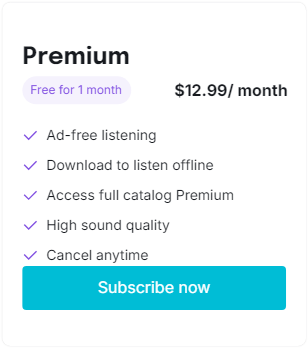 Premium
Free for 1 month $12.99/ month
Ad-free listening
Download to listen offline
Access full catalog Premium
High sound quality
Cancel anytime
Subscribe now